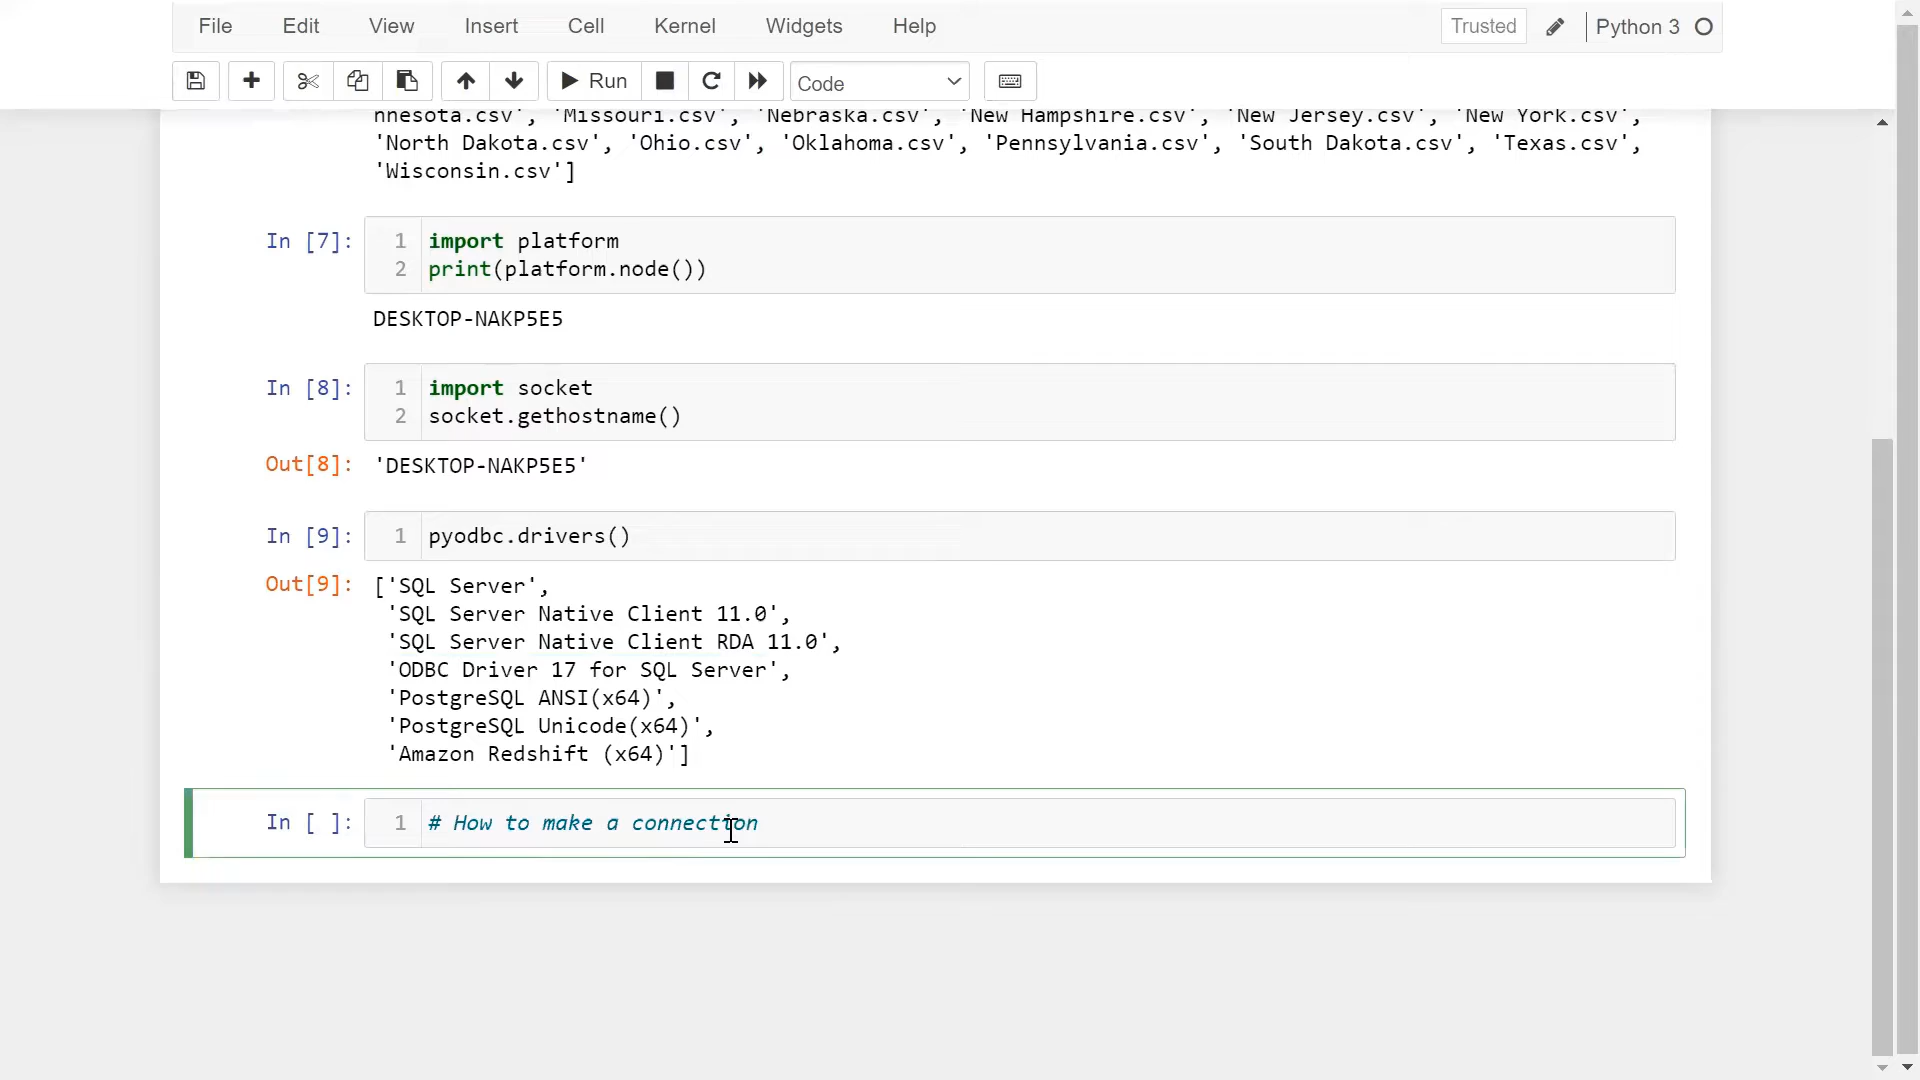 File Edit View Insert Cell Kernel Widgets Help Trusted Python 3
Run Code
nnesota.csv', 'Missouri.csv', 'Nebraska.csv', 'New Hampshire.csv', 'New Jersey.csv', 'New York.csv',
'North Dakota.csv', 'Ohio.csv', 'Oklahoma.csv', 'Pennsylvania.csv', 'South Dakota.csv', 'Texas.csv',
'Wisconsin.csv']
In [7]: 1 import platform
2 print(platform.node())
DESKTOP-NAKP5E5
In [8]: 1 import socket
2 socket.gethostname()
Out[8]: 'DESKTOP-NAKP5E5'
In [9]: 1 pyodbc.drivers()
Out[9]: ['SQL Server',
'SQL Server Native Client 11.0',
'SQL Server Native Client RDA 11.0',
'ODBC Driver 17 for SQL Server',
'PostgreSQL ANSI(x64)',
'PostgreSQL Unicode(x64)',
'Amazon Redshift (x64)']
In [ ]: 1 # How to make a connection